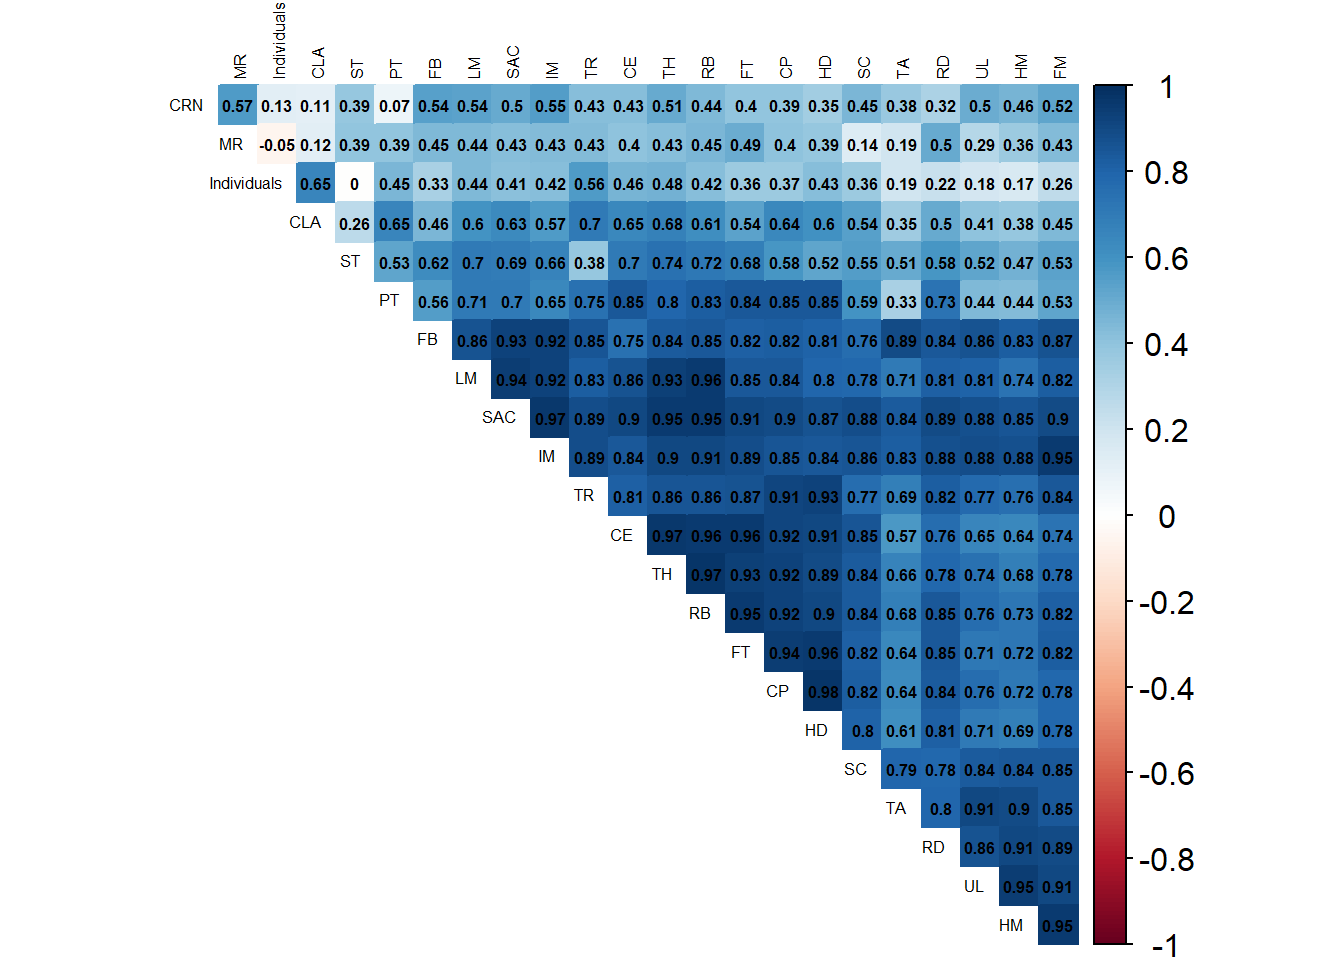 MR Individuals CLA ST PT FB LM SAC IM TR CE TH RB FT CP HD SC TA RD UL HM FM
CRN 0.57 0.13 0.11 0.39 0.07 0.54 0.54 0.5 0.55 0.43 0.43 0.51 0.44 0.4 0.39 0.35 0.45 0.38 0.32 0.5 0.46 0.52
MR -0.05 0.12 0.39 0.39 0.45 0.44 0.43 0.43 0.43 0.4 0.43 0.45 0.49 0.4 0.39 0.14 0.19 0.5 0.29 0.36 0.43
Individuals 0.65 0 0.45 0.33 0.44 0.41 0.42 0.56 0.46 0.48 0.42 0.36 0.37 0.43 0.36 0.19 0.22 0.18 0.17 0.26
CLA 0.26 0.65 0.46 0.6 0.63 0.57 0.7 0.65 0.68 0.61 0.54 0.64 0.6 0.54 0.35 0.5 0.41 0.38 0.45
ST 0.53 0.62 0.7 0.69 0.66 0.38 0.7 0.74 0.72 0.68 0.58 0.52 0.55 0.51 0.58 0.52 0.47 0.53
PT 0.56 0.71 0.7 0.65 0.75 0.85 0.8 0.83 0.84 0.85 0.85 0.59 0.33 0.73 0.44 0.44 0.53
FB 0.86 0.93 0.92 0.85 0.75 0.84 0.85 0.82 0.82 0.81 0.76 0.89 0.84 0.86 0.83 0.87
LM 0.94 0.92 0.83 0.86 0.93 0.96 0.85 0.84 0.8 0.78 0.71 0.81 0.81 0.74 0.82
SAC 0.97 0.89 0.9 0.95 0.95 0.91 0.9 0.87 0.88 0.84 0.89 0.88 0.85 0.9
IM 0.89 0.84 0.9 0.91 0.89 0.85 0.84 0.86 0.83 0.88 0.88 0.88 0.95
TR 0.81 0.86 0.86 0.87 0.91 0.93 0.77 0.69 0.82 0.77 0.76 0.84
CE 0.97 0.96 0.96 0.92 0.91 0.85 0.57 0.76 0.65 0.64 0.74
TH 0.97 0.93 0.92 0.89 0.84 0.66 0.78 0.74 0.68 0.78
RB 0.95 0.92 0.9 0.84 0.68 0.85 0.76 0.73 0.82
FT 0.94 0.96 0.82 0.64 0.85 0.71 0.72 0.82
CP 0.98 0.82 0.64 0.84 0.76 0.72 0.78
HD 0.8 0.61 0.81 0.71 0.69 0.78
SC 0.79 0.78 0.84 0.84 0.85
TA 0.8 0.91 0.9 0.85
RD 0.86 0.91 0.89
UL 0.95 0.91
HM 0.95
1
0.8
0.6
0.4
0.2
0
-0.2
-0.4
-0.6
-0.8
-1